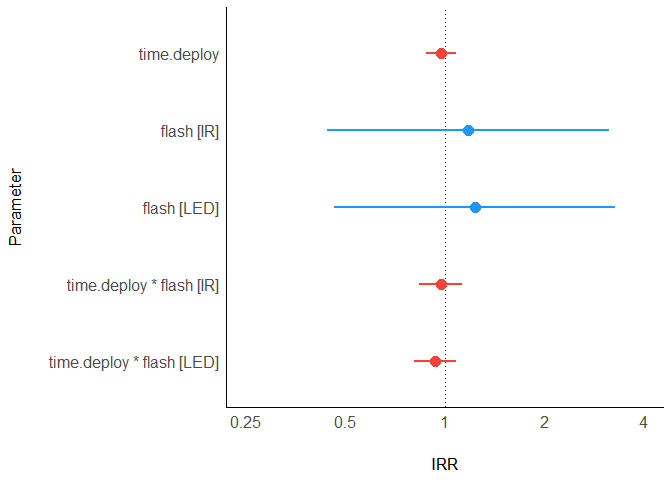 time.deploy
flash [IR]
flash [LED]
time.deploy * flash [IR]
time.deploy * flash [LED]
Parameter
0.25 0.5 1 2 4
IRR